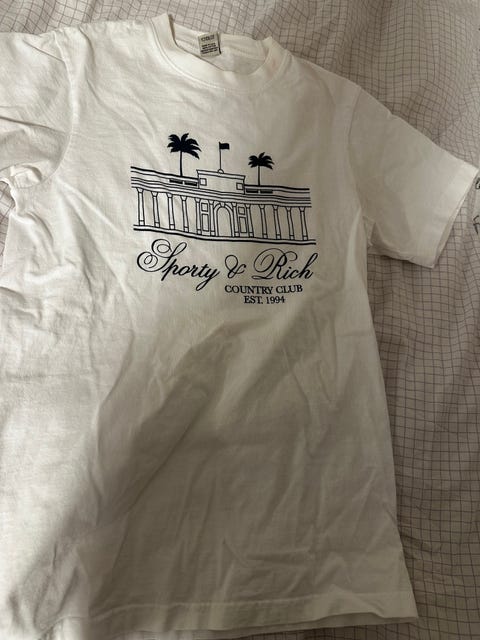 Sporty & Rich
COUNTRY CLUB
EST. 1994